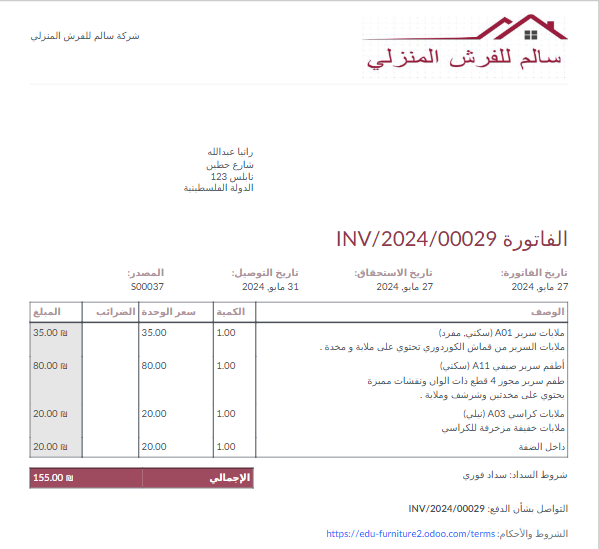 شركة سالم للفرش المنزلي
سالم للفرش المنزلي
رانيا عبدالله
شارع حطين
نابلس 123
الدولة الفلسطينية
الفاتورة INV/2024/00029
تاريخ الفاتورة: تاريخ الاستحقاق: تاريخ التوصيل: المصدر:
27 مايو, 2024 27 مايو, 2024 31 مايو, 2024 S00037
الوصف الكمية سعر الوحدة الضرائب المبلغ
ملايات سرير A01 (سكني, مفرد) 1.00 35.00 35.00 ₪
ملايات السرير من قماش الكوردوري تحتوي على ملاية و مخدة .
أطقم سرير صيفي A11 (سكني) 1.00 80.00 80.00 ₪
طقم سرير مجوز 4 قطع ذات الوان ونقشات مميزة
يحتوي على مخدتين وشرشف وملاية .
ملايات كراسي A03 (نيلي) 1.00 20.00 20.00 ₪
ملايات خفيفة مزخرفة للكراسي
داخل الضفة 1.00 20.00 20.00 ₪
الإجمالي 155.00 ₪
شروط السداد: سداد فوري
التواصل بشأن الدفع: INV/2024/00029
الشروط والأحكام: https://edu-furniture2.odoo.com/terms